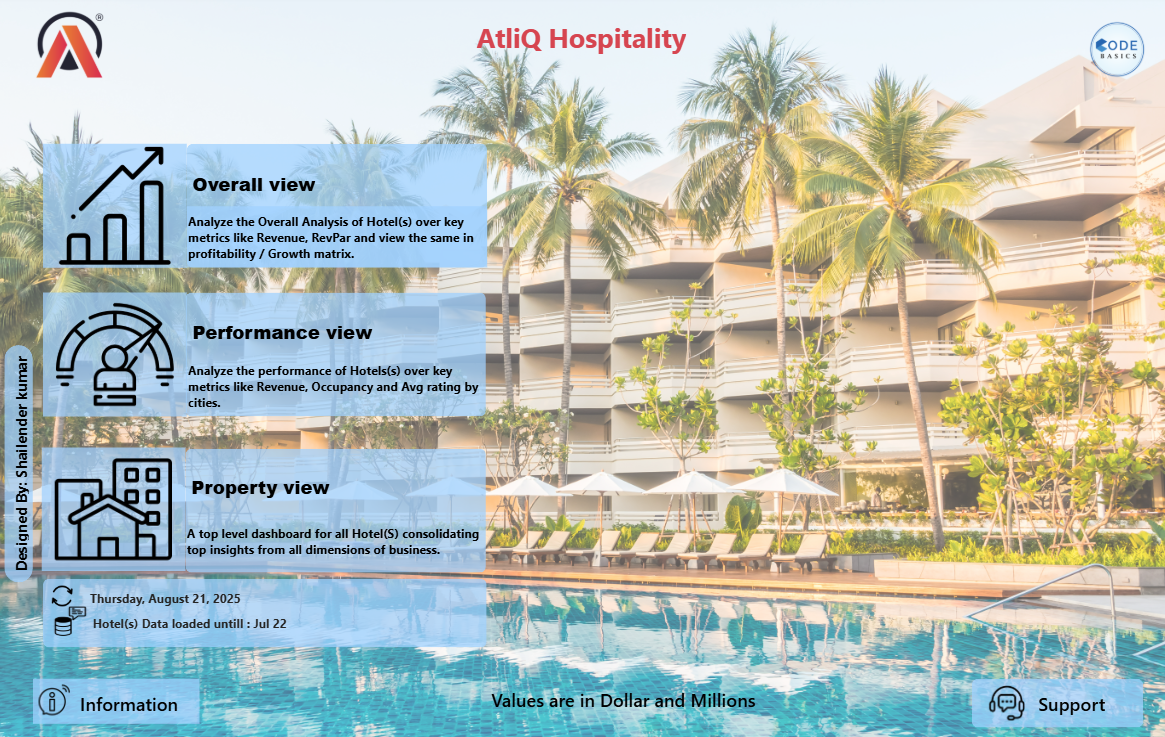 AtliQ Hospitality
®
CODE
BASICS
Overall view
Analyze the Overall Analysis of Hotel(s) over key
metrics like Revenue, RevPar and view the same in
profitability / Growth matrix.
Performance view
Analyze the performance of Hotels(s) over key
metrics like Revenue, Occupancy and Avg rating by
cities.
Designed By: Shailender kumar
Property view
A top level dashboard for all Hotel(S) consolidating
top insights from all dimensions of business.
Thursday, August 21, 2025
Hotel(s) Data loaded untill : Jul 22
Information
Values are in Dollar and Millions
Support